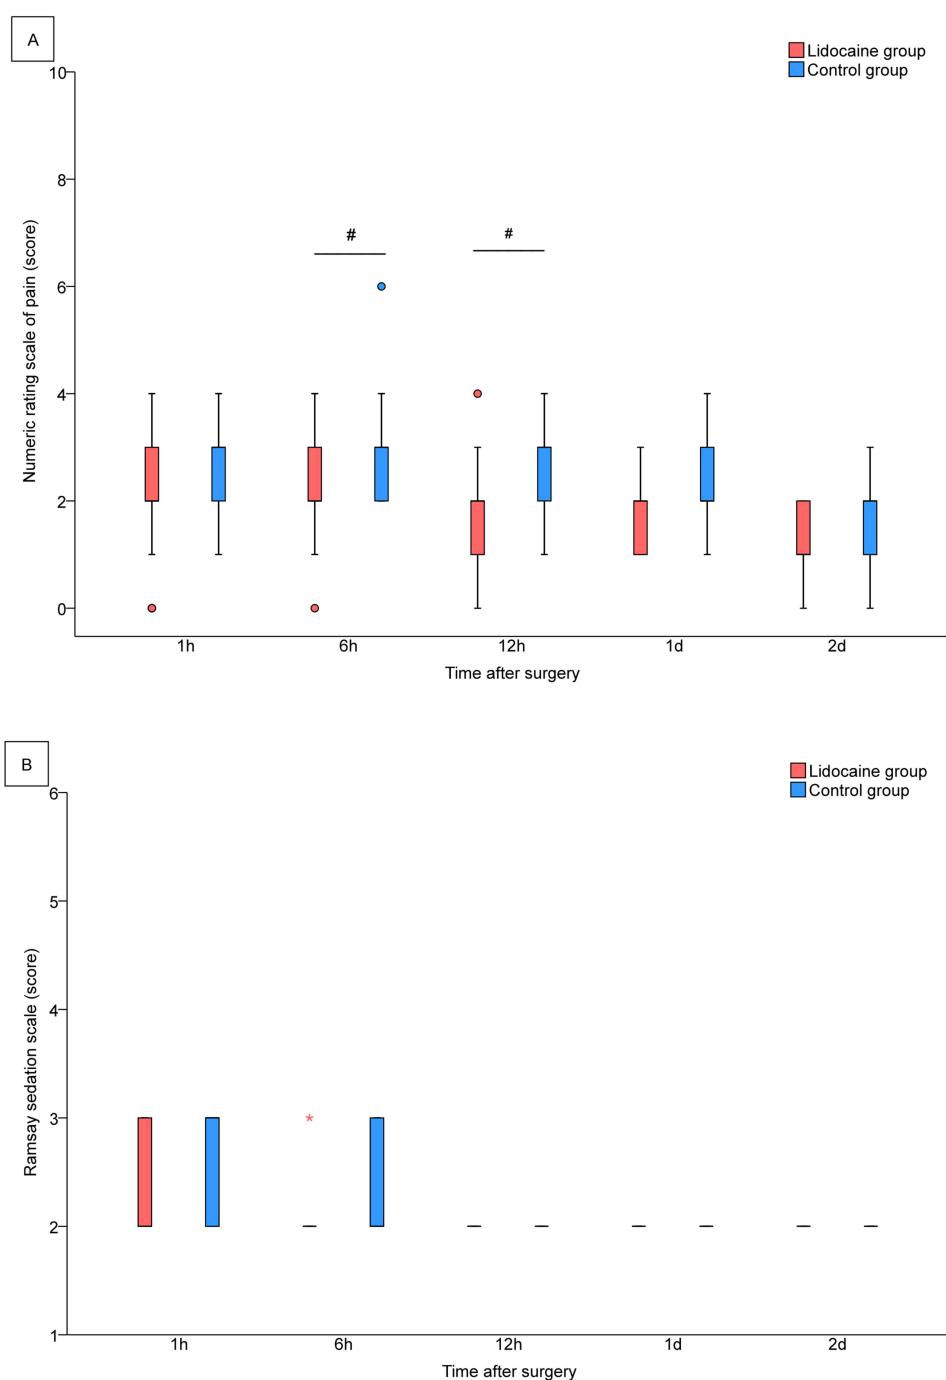 A
Lidocaine group
Control group
10
8
6
4
2
0
Numeric rating scale of pain (score)
#
#
1h 6h 12h 1d 2d
Time after surgery
B
Lidocaine group
Control group
6
5
4
3
2
1
Ramsay sedation scale (score)
*
1h 6h 12h 1d 2d
Time after surgery